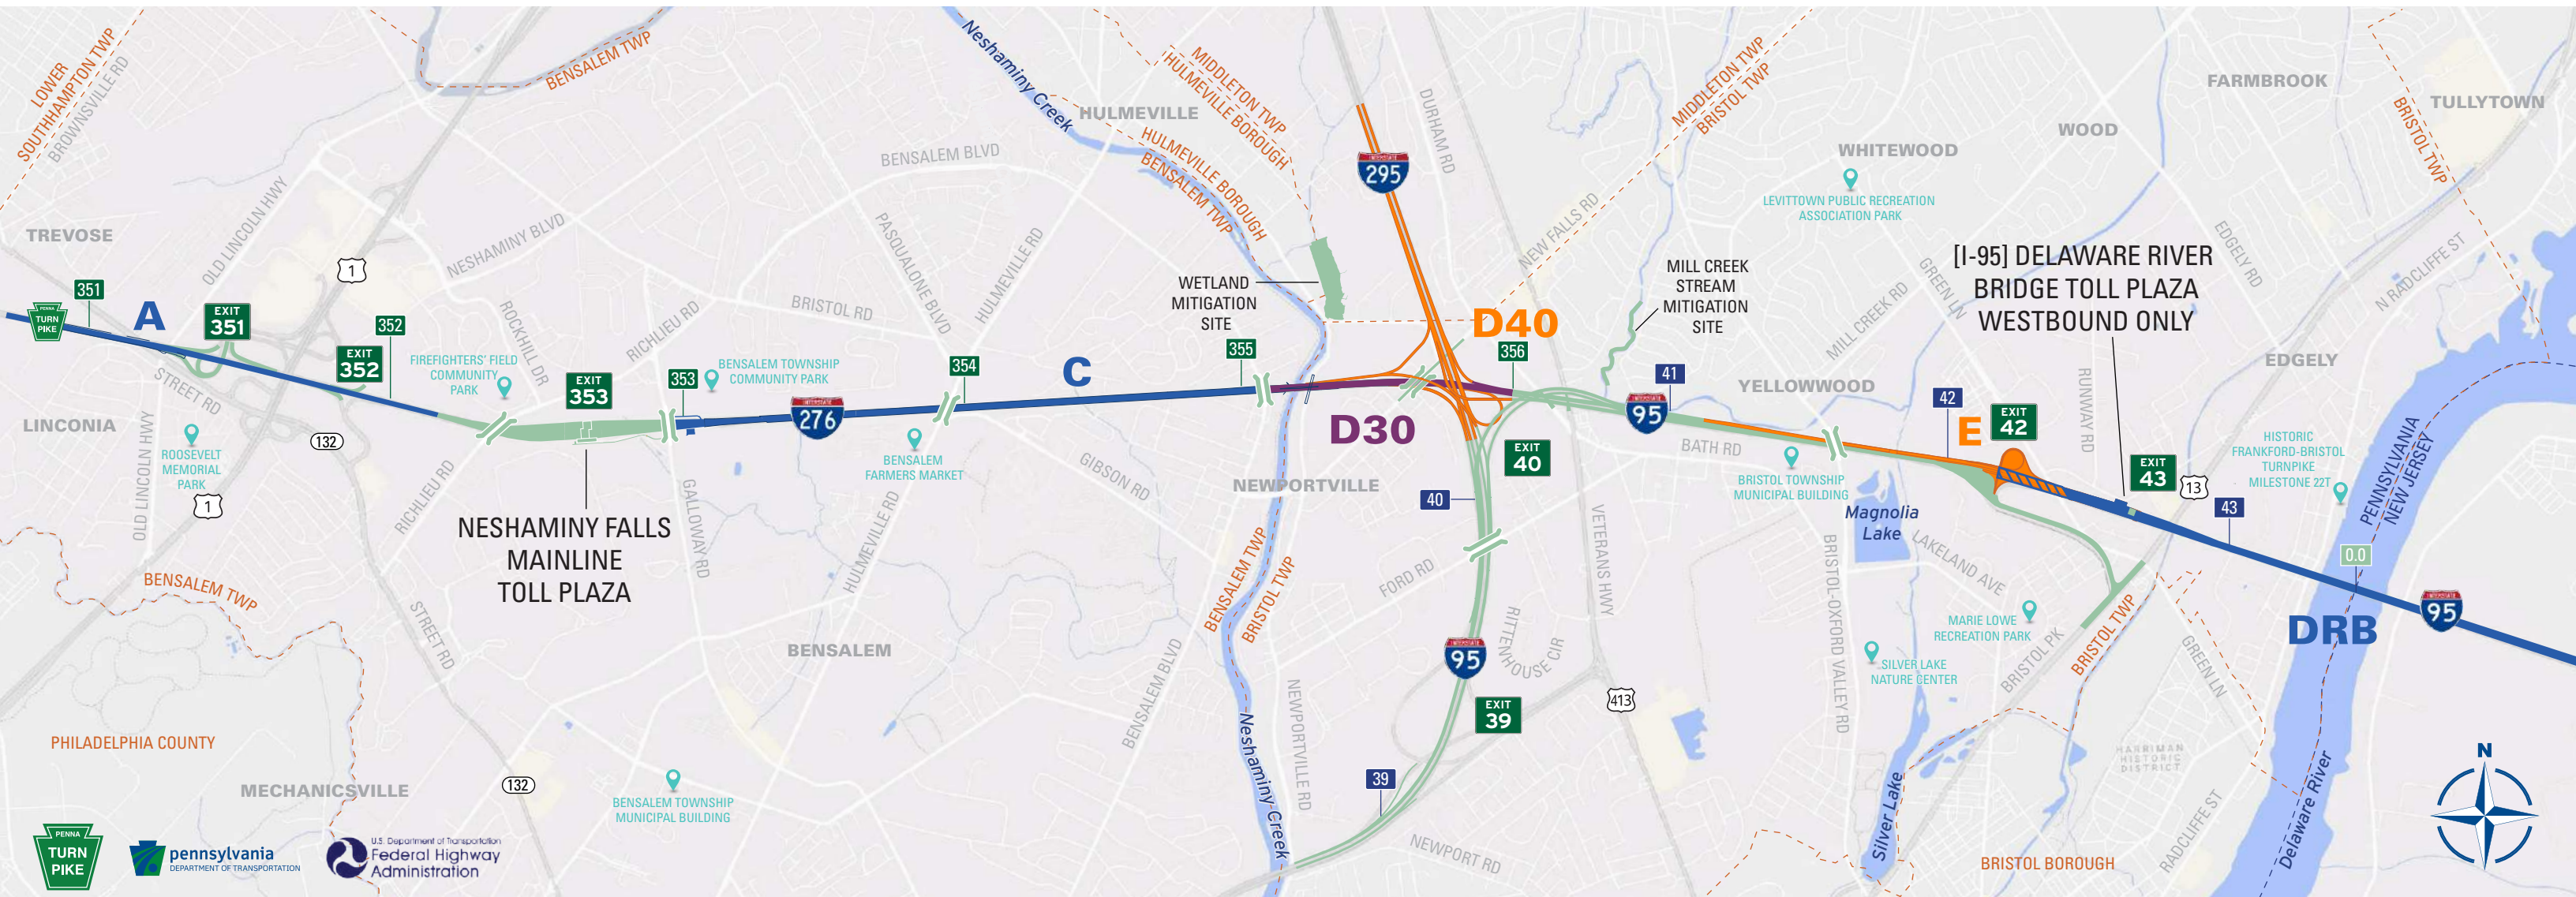 LOWER
SOUTHHAMPTON TWP
BROWNSVILLE RD
BENSALEM TWP
Neshaminy Creek
HULMEVILLE
MIDDLETON TWP
HULMEVILLE BOROUGH
HULMEVILLE BOROUGH
BENSALEM TWP
DURHAM RD
MIDDLETON TWP
BRISTOL TWP
WHITEWOOD
WOOD
FARMBROOK
TULLYTOWN
BRISTOL TWP
LEVITTOWN PUBLIC RECREATION
ASSOCIATION PARK
INTERSTATE
295
BENSALEM BLVD
TREVOSE
OLD LINCOLN HWY
1
NESHAMINY BLVD
PASQUALONE BLVD
HULMEVILLE RD
NEW FALLS RD
WETLAND
MITIGATION
SITE
MILL CREEK
STREAM
MITIGATION
SITE
GREEN LN
MILL CREEK RD
[I-95] DELAWARE RIVER
BRIDGE TOLL PLAZA
WESTBOUND ONLY
EDGELY RD
N RADCLIFFE ST
PENNA
TURN
PIKE
351
A
EXIT
351
352
EXIT
352
STREET RD
FIREFIGHTERS' FIELD
COMMUNITY
PARK
ROCKHILL DR
RICHLIEU RD
BRISTOL RD
EXIT
353
353
BENSALEM TOWNSHIP
COMMUNITY PARK
354
C
355
D40
356
INTERSTATE
276
D30
INTERSTATE
95
41
YELLOWWOOD
42
E
EXIT
42
RUNWAY RD
EDGELY
LINCONIA
OLD LINCOLN HWY
ROOSEVELT
MEMORIAL
PARK
132
1
RICHLIEU RD
GALLOWAY RD
BENSALEM
FARMERS MARKET
GIBSON RD
HULMEVILLE RD
NEWPORTVILLE
EXIT
40
40
BATH RD
BRISTOL TOWNSHIP
MUNICIPAL BUILDING
Magnolia
Lake
EXIT
43
13
43
HISTORIC
FRANKFORD-BRISTOL
TURNPIKE
MILESTONE 22T
PENNSYLVANIA
NEW JERSEY
NESHAMINY FALLS
MAINLINE
TOLL PLAZA
VETERANS HWY
BRISTOL-OXFORD VALLEY RD
LAKELAND AVE
0.0
BENSALEM TWP
STREET RD
BENSALEM TWP
BRISTOL TWP
FORD RD
RITTENHOUSE CIR
MARIE LOWE
RECREATION PARK
BRISTOL PK
BRISTOL TWP
GREEN LN
DRB
INTERSTATE
95
BENSALEM
BENSALEM BLVD
NEWPORTVILLE RD
INTERSTATE
95
EXIT
39
413
SILVER LAKE
NATURE CENTER
PHILADELPHIA COUNTY
MECHANICSVILLE
132
BENSALEM TOWNSHIP
MUNICIPAL BUILDING
Neshaminy Creek
39
NEWPORT RD
Silver Lake
HARRIMAN
HISTORIC
DISTRICT
BRISTOL BOROUGH
RADCLIFFE ST
Delaware River
N
PENNA
TURN
PIKE
pennsylvania
DEPARTMENT OF TRANSPORTATION
U.S. Department of Transportation
Federal Highway
Administration